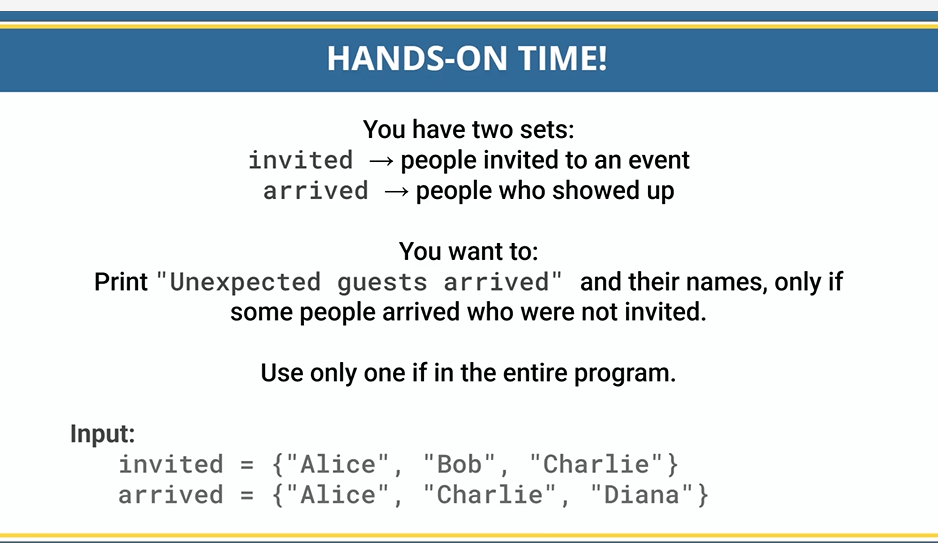 HANDS-ON TIME!
You have two sets:
invited → people invited to an event
arrived → people who showed up
You want to:
Print "Unexpected guests arrived" and their names, only if
some people arrived who were not invited.
Use only one if in the entire program.
Input:
invited = {"Alice", "Bob", "Charlie"}
arrived = {"Alice", "Charlie", "Diana"}